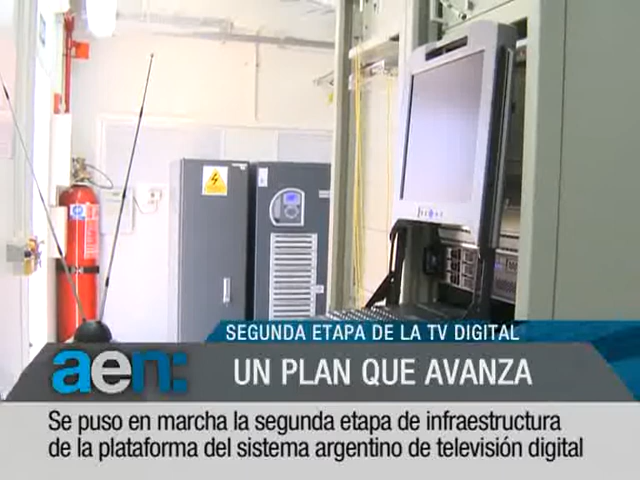 SEGUNDA ETAPA DE LA TV DIGITAL
aen:
UN PLAN QUE AVANZA
Se puso en marcha la segunda etapa de infraestructura
de la plataforma del sistema argentino de televisión digital